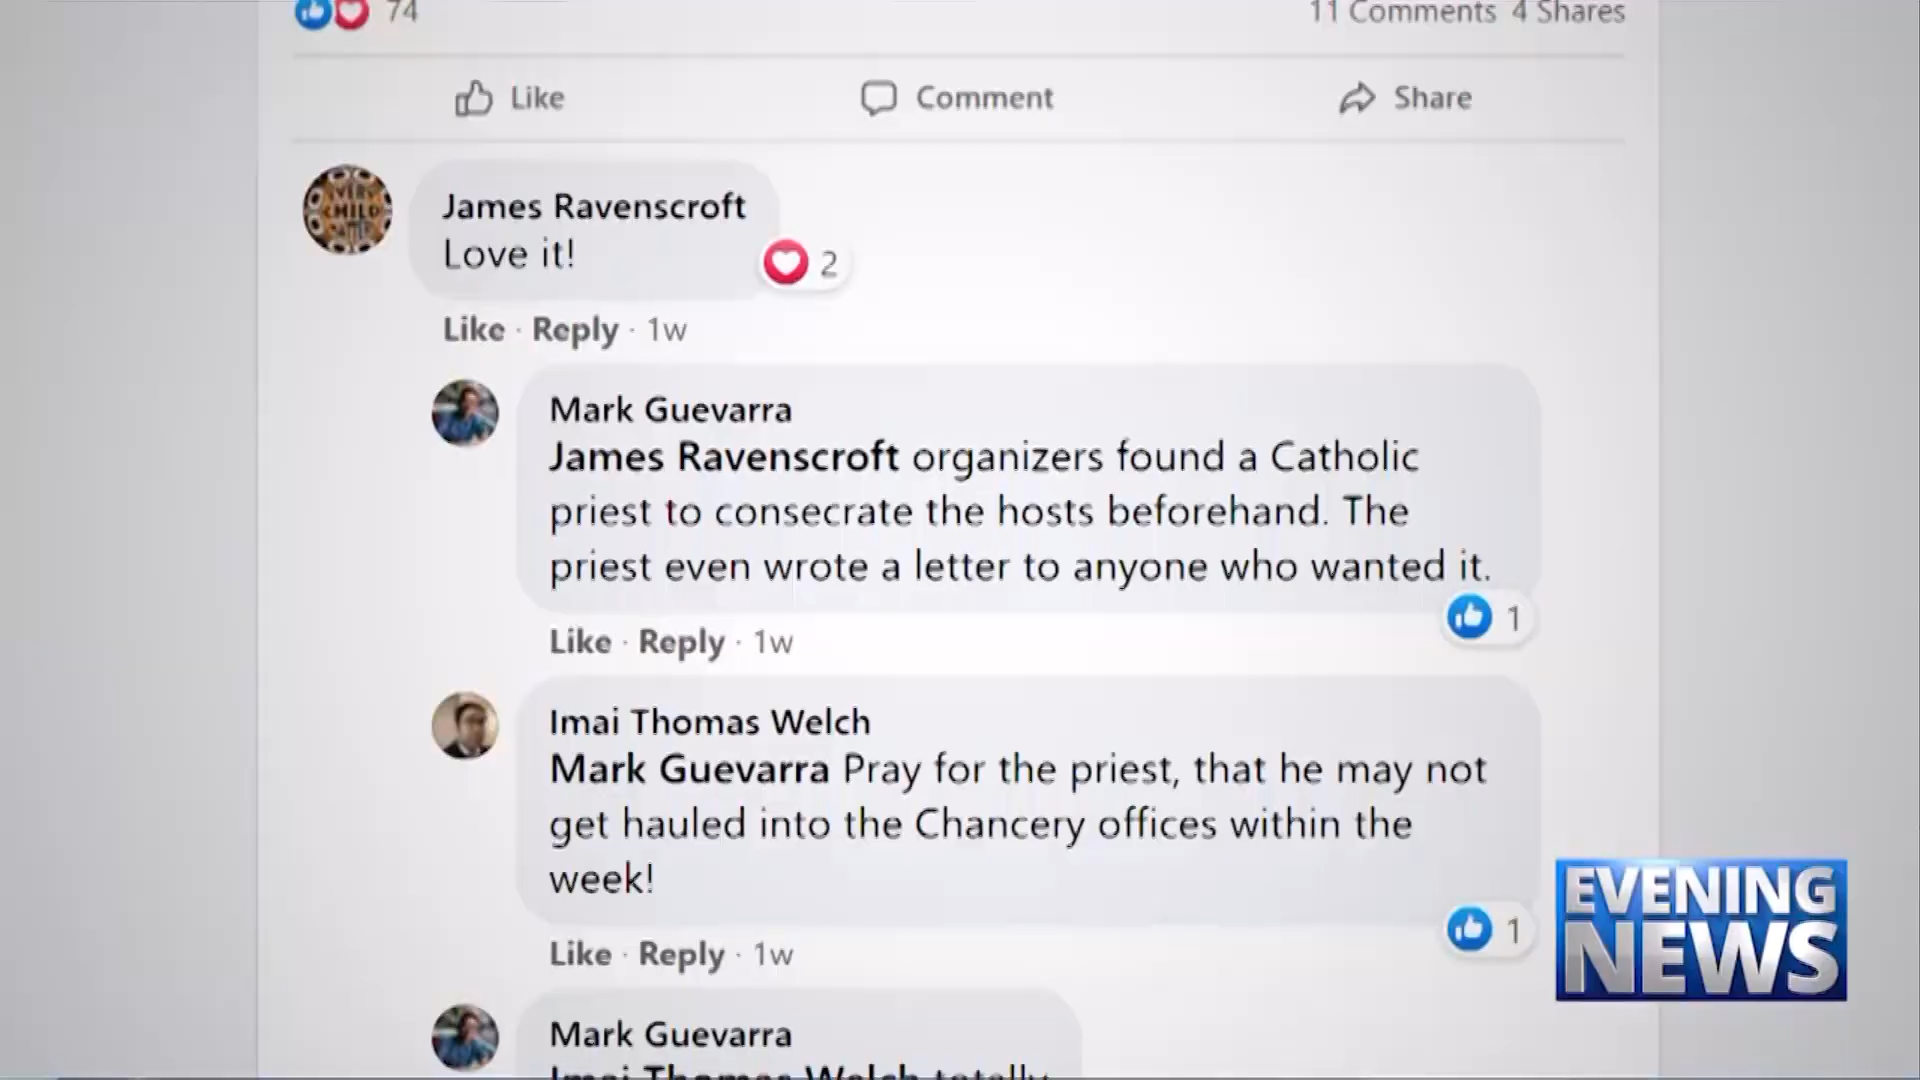 74
11 Comments 4 Shares
Like
Comment
Share
EVERY
CHILD
MATTERS
James Ravenscroft
Love it!
2
Like · Reply · 1w
Mark Guevarra
James Ravenscroft organizers found a Catholic
priest to consecrate the hosts beforehand. The
priest even wrote a letter to anyone who wanted it.
1
Like · Reply · 1w
Imai Thomas Welch
Mark Guevarra Pray for the priest, that he may not
get hauled into the Chancery offices within the
week!
1
Like · Reply · 1w
Mark Guevarra
Imai Thomas Welch totally
EVENING
NEWS